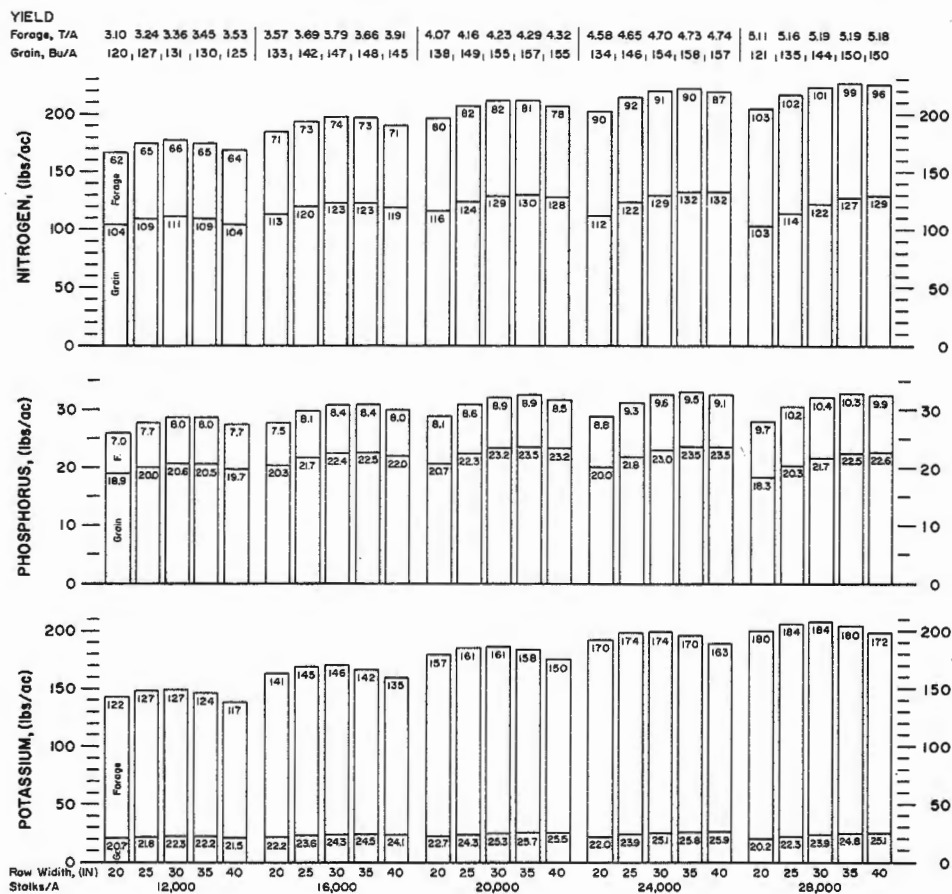 YIELD
Forage, T/A 3.10 3.24 3.36 3.45 3.53 3.57 3.69 3.79 3.66 3.91 4.07 4.16 4.23 4.29 4.32 4.58 4.65 4.70 4.73 4.74 5.11 5.16 5.19 5.19 5.18
Grain, Bu/A 120 127 131 130 125 133 142 147 148 145 138 149 155 157 155 134 146 154 158 157 121 135 144 150 150
NITROGEN, (lbs/ac)
200 200
150 150
100 100
50 50
0 0
62 65 66 65 64 71 73 74 73 71 80 82 82 81 78 90 92 91 90 87 103 102 101 99 96
Forage
104 109 111 109 104 113 120 123 123 119 116 124 129 130 128 112 122 129 132 132 103 114 122 127 129
Grain
PHOSPHORUS, (lbs/ac)
30 30
20 20
10 10
0 0
7.0 7.7 8.0 8.0 7.7 7.5 8.1 8.4 8.4 8.0 8.1 8.6 8.9 8.9 8.5 8.8 9.3 9.6 9.5 9.1 9.7 10.2 10.4 10.3 9.9
F.
18.9 20.0 20.6 20.5 19.7 20.3 21.7 22.4 22.5 22.0 20.7 22.3 23.2 23.5 23.2 20.0 21.8 23.0 23.5 23.5 18.3 20.3 21.7 22.5 22.6
Grain
POTASSIUM, (lbs/ac)
200 200
150 150
100 100
50 50
0 0
122 127 127 124 117 141 145 146 142 135 157 161 161 158 150 170 174 174 170 163 180 184 184 180 172
Forage
20.7 21.8 22.3 22.2 21.5 22.2 23.6 24.3 24.5 24.1 22.7 24.3 25.3 25.7 25.5 22.0 23.9 25.1 25.8 25.9 20.2 22.3 23.9 24.8 25.1
Row Width, (IN) 20 25 30 35 40 20 25 30 35 40 20 25 30 35 40 20 25 30 35 40 20 25 30 35 40
Stalks/A 12,000 16,000 20,000 24,000 28,000